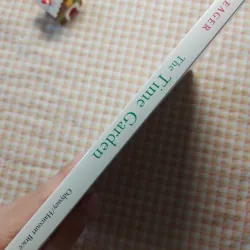 EAGER
The Time Garden
Odyssey/Harcourt Brace